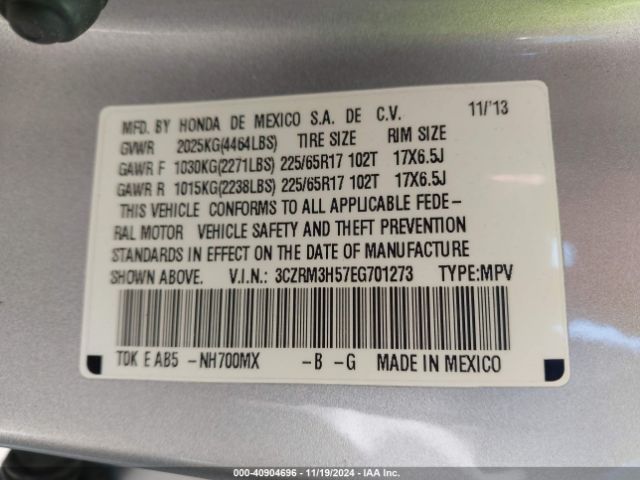 MFD. BY HONDA DE MEXICO S.A. DE C.V. 11/'13
GVWR 2025KG(4464LBS) TIRE SIZE RIM SIZE
GAWR F 1030KG(2271LBS) 225/65R17 102T 17X6.5J
GAWR R 1015KG(2238LBS) 225/65R17 102T 17X6.5J
THIS VEHICLE CONFORMS TO ALL APPLICABLE FEDE-
RAL MOTOR VEHICLE SAFETY AND THEFT PREVENTION
STANDARDS IN EFFECT ON THE DATE OF MANUFACTURE
SHOWN ABOVE. V.I.N.: 3CZRM3H57EG701273 TYPE:MPV
TOK E AB5 -NH700MX -B -G MADE IN MEXICO
000-40904696 - 11/19/2024 - IAA Inc.